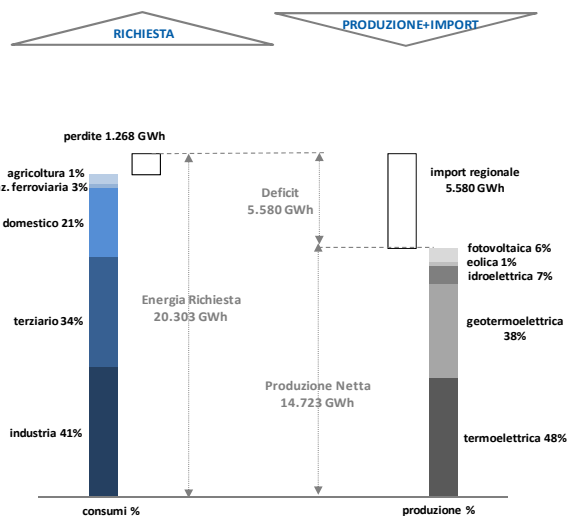 RICHIESTA
PRODUZIONE+IMPORT
perdite 1.268 GWh
agricoltura 1%
z. ferroviaria 3%
domestico 21%
terziario 34%
industria 41%
consumi %
Energia Richiesta
20.303 GWh
Deficit
5.580 GWh
Produzione Netta
14.723 GWh
import regionale
5.580 GWh
fotovoltaica 6%
eolica 1%
idroelettrica 7%
geotermoelettrica
38%
termoelettrica 48%
produzione %